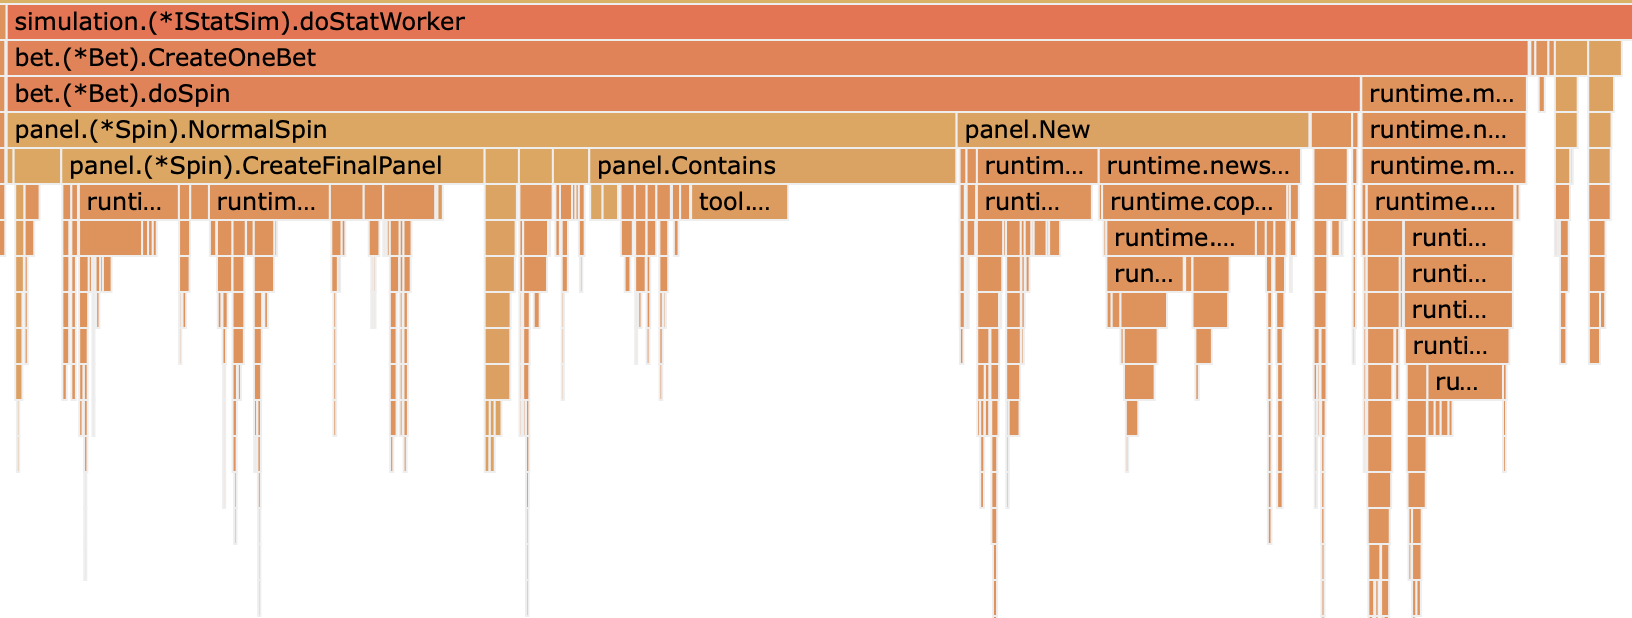 simulation.(*IStatSim).doStatWorker
bet.(*Bet).CreateOneBet
bet.(*Bet).doSpin runtime.m...
panel.(*Spin).NormalSpin panel.New runtime.n...
panel.(*Spin).CreateFinalPanel panel.Contains runtim... runtime.news... runtime.m...
runti... runtim... tool.... runti... runtime.cop... runtime....
runtime.... runti...
run... runti...
runti...
runti...
ru...